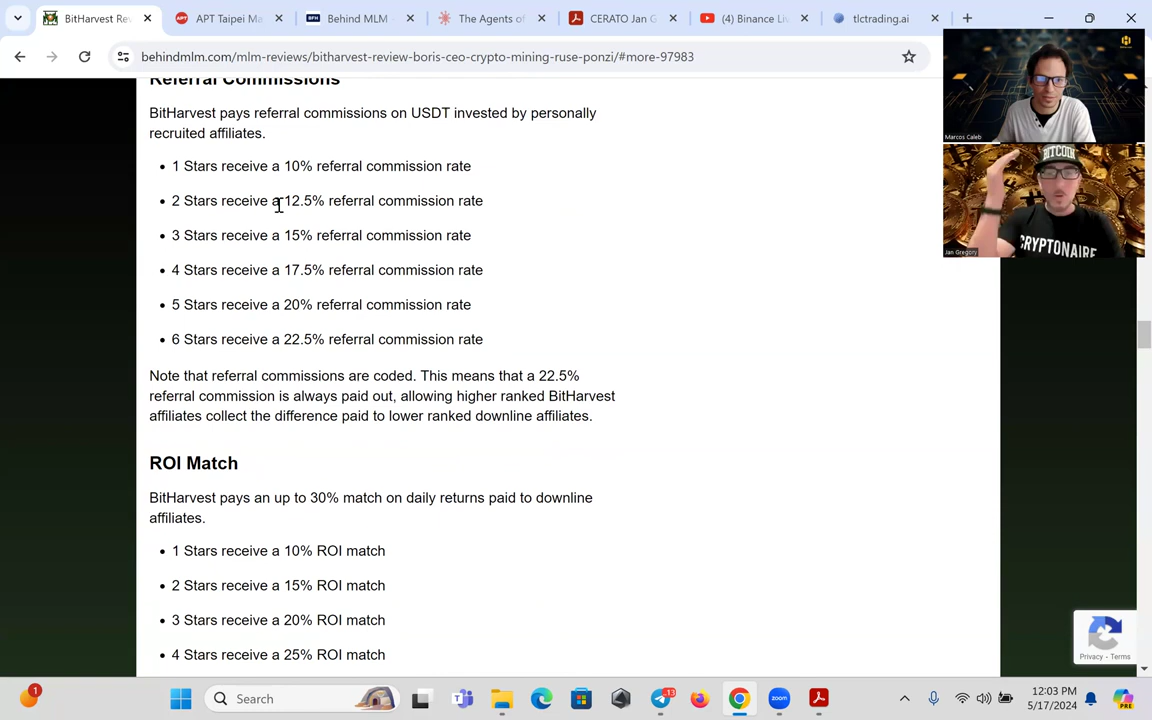 BitHarvest Re
APT Taipei Ma
BFH
Behind MLM
The Agents of
CERATO Jan G
(4) Binance Li
tlctrading.ai
behindmlm.com/mlm-reviews/bitharvest-review-boris-ceo-crypto-mining-ruse-ponzi/#more-97983
Marcos Caleb
BITCOIN
CRYPTONAIRE
Jan Gregory
Referral Commissions
BitHarvest pays referral commissions on USDT invested by personally
recruited affiliates.
• 1 Stars receive a 10% referral commission rate
• 2 Stars receive a 12.5% referral commission rate
• 3 Stars receive a 15% referral commission rate
• 4 Stars receive a 17.5% referral commission rate
• 5 Stars receive a 20% referral commission rate
• 6 Stars receive a 22.5% referral commission rate
Note that referral commissions are coded. This means that a 22.5%
referral commission is always paid out, allowing higher ranked BitHarvest
affiliates collect the difference paid to lower ranked downline affiliates.
ROI Match
BitHarvest pays an up to 30% match on daily returns paid to downline
affiliates.
• 1 Stars receive a 10% ROI match
• 2 Stars receive a 15% ROI match
• 3 Stars receive a 20% ROI match
• 4 Stars receive a 25% ROI match
Privacy - Terms
1
Search
13
zoom
12:03 PM
5/17/2024
PRE